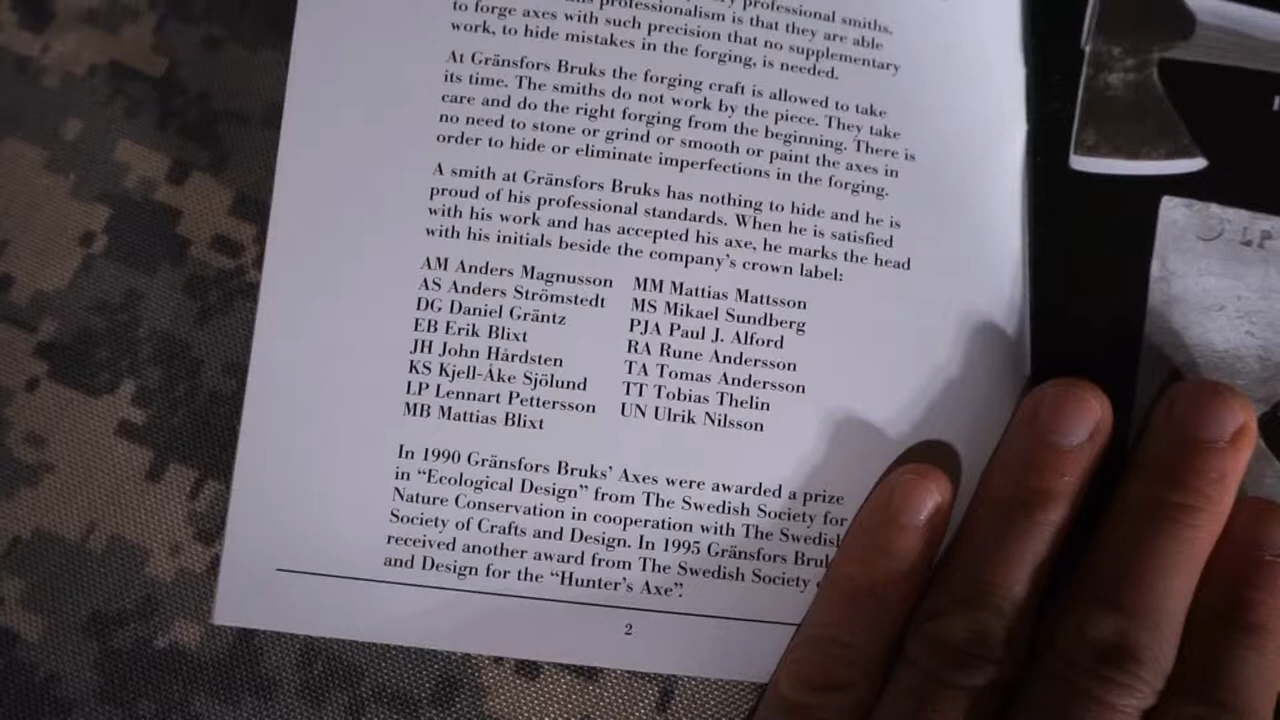 professionalism is that they are able
professional smiths.
to forge axes with such precision that no supplementary
work, to hide mistakes in the forging, is needed.
At Gränsfors Bruks the forging craft is allowed to take
its time. The smiths do not work by the piece. They take
care and do the right forging from the beginning. There is
no need to stone or grind or smooth or paint the axes in
order to hide or eliminate imperfections in the forging.
A smith at Gränsfors Bruks has nothing to hide and he is
proud of his professional standards. When he is satisfied
with his work and has accepted his axe, he marks the head
with his initials beside the company's crown label:
AM Anders Magnusson
AS Anders Strömstedt
DG Daniel Gräntz
EB Erik Blixt
JH John Hårdsten
KS Kjell-Åke Sjölund
LP Lennart Pettersson
MB Mattias Blixt
MM Mattias Mattsson
MS Mikael Sundberg
PJA Paul J. Alford
RA Rune Andersson
TA Tomas Andersson
TT Tobias Thelin
UN Ulrik Nilsson
In 1990 Gränsfors Bruks' Axes were awarded a prize
in “Ecological Design” from The Swedish Society for
Nature Conservation in cooperation with The Swedish
Society of Crafts and Design. In 1995 Gränsfors
received another award from The Swedish Society
and Design for the “Hunter's Axe”.
2
LP